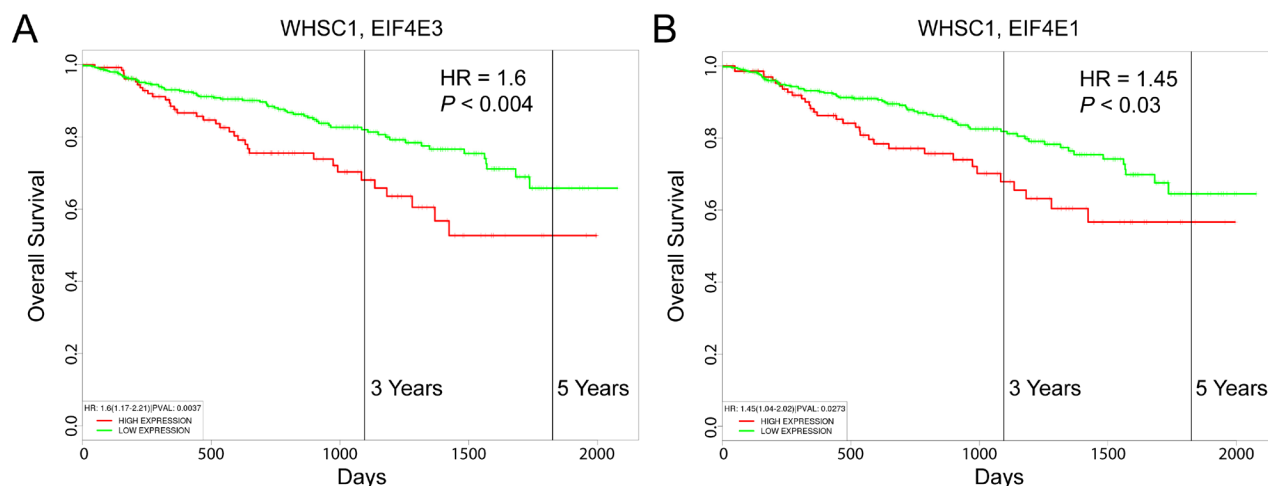 A
WHSC1, EIF4E3
HR = 1.6
P < 0.004
Overall Survival
1.0
0.8
0.6
0.4
0.2
0.0
3 Years
5 Years
HR: 1.6(1.17-2.21)|PVAL: 0.0037
HIGH EXPRESSION
LOW EXPRESSION
0 500 1000 1500 2000
Days
B
WHSC1, EIF4E1
HR = 1.45
P < 0.03
Overall Survival
1.0
0.8
0.6
0.4
0.2
0.0
3 Years
5 Years
HR: 1.45(1.04-2.02)|PVAL: 0.0273
HIGH EXPRESSION
LOW EXPRESSION
0 500 1000 1500 2000
Days